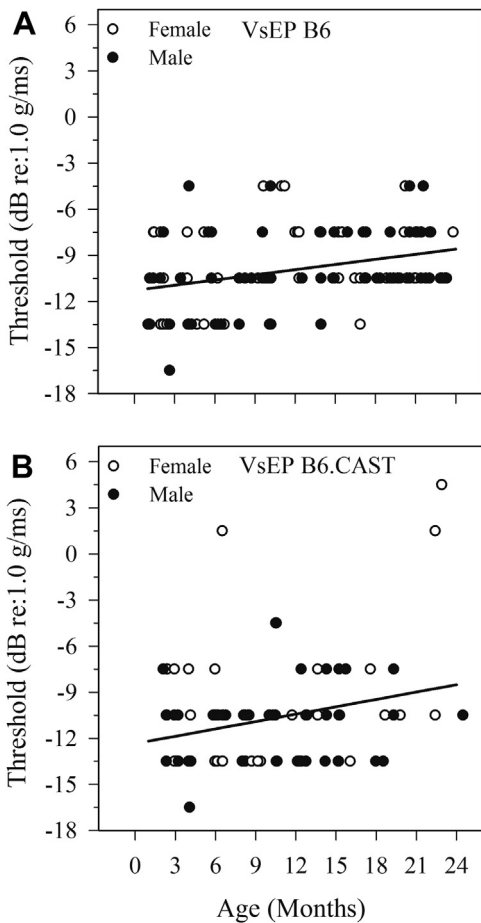 A
Female VsEP B6
Male
Threshold (dB re:1.0 g/ms)
6
3
0
-3
-6
-9
-12
-15
-18
B
Female VsEP B6.CAST
Male
Threshold (dB re:1.0 g/ms)
6
3
0
-3
-6
-9
-12
-15
-18
0 3 6 9 12 15 18 21 24
Age (Months)